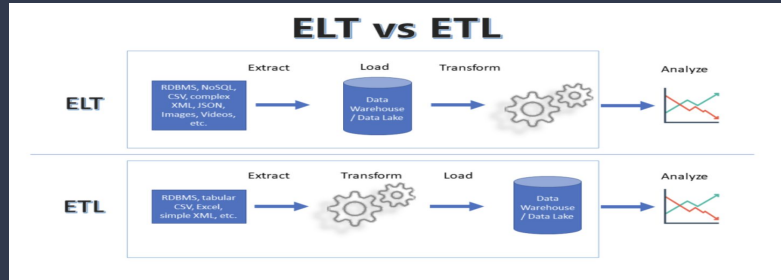 ELT vs ETL
Extract
Load
Transform
Analyze
ELT
RDBMS, NoSQL,
CSV, complex
XML, JSON,
Images, Videos,
etc.
Data
Warehouse
/ Data Lake
Extract
Transform
Load
Analyze
ETL
RDBMS, tabular
CSV, Excel,
simple XML, etc.
Data
Warehouse
/ Data Lake